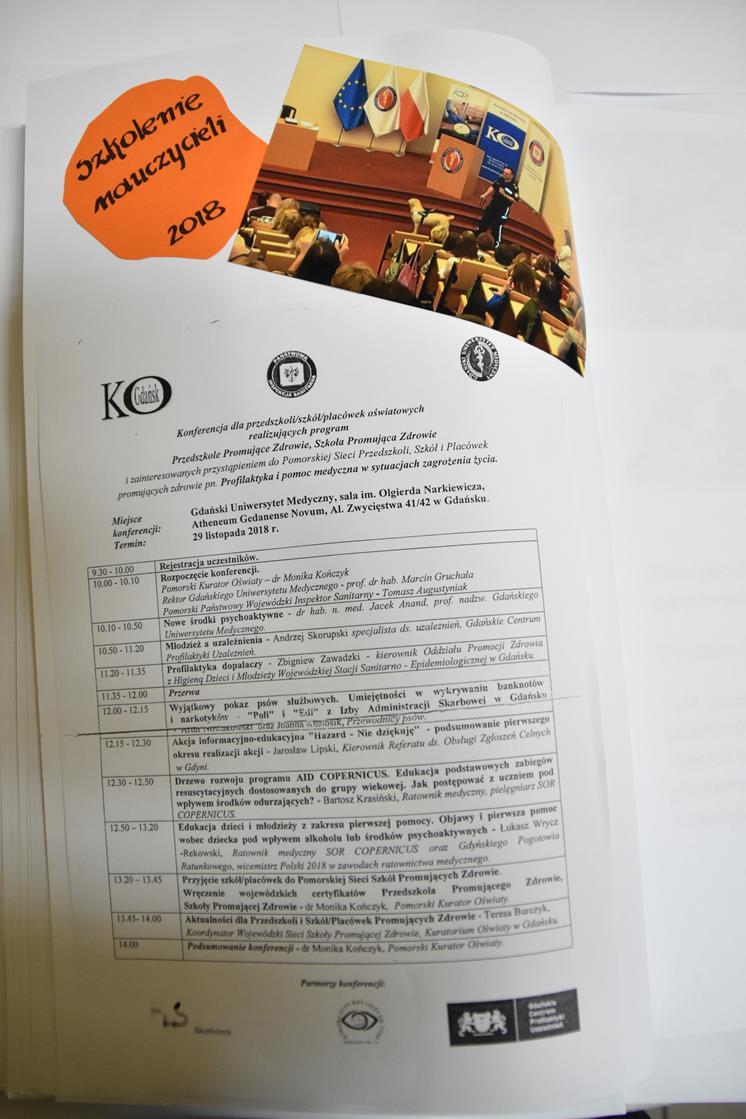 Szkolenie
nauczycieli
2018
KO
Gdańsk
KO
Gdańsk
PAŃSTWOWA
INSPEKCJA SANITARNA
GDAŃSKI UNIWERSYTET MEDYCZNY
Konferencja dla przedszkoli/szkół/placówek oświatowych
realizujących program
Przedszkole Promujące Zdrowie, Szkoła Promująca Zdrowie
i zainteresowanych przystąpieniem do Pomorskiej Sieci Przedszkoli, Szkół i Placówek
promujących zdrowie pn. Profilaktyka i pomoc medyczna w sytuacjach zagrożenia życia.
Miejsce
konferencji:
Gdański Uniwersytet Medyczny, sala im. Olgierda Narkiewicza,
Atheneum Gedanense Novum, Al. Zwycięstwa 41/42 w Gdańsku.
Termin:
29 listopada 2018 r.
9.30 - 10.00
Rejestracja uczestników.
10.00 - 10.10
Rozpoczęcie konferencji.
Pomorski Kurator Oświaty – dr Monika Kończyk
Rektor Gdańskiego Uniwersytetu Medycznego - prof. dr hab. Marcin Gruchała
Pomorski Państwowy Wojewódzki Inspektor Sanitarny - Tomasz Augustyniak
10.10 - 10.50
Nowe środki psychoaktywne - dr hab. n. med. Jacek Anand, prof. nadzw. Gdańskiego
Uniwersytetu Medycznego.
10.50 - 11.20
Młodzież a uzależnienia - Andrzej Skorupski specjalista ds. uzależnień, Gdańskie Centrum
Profilaktyki Uzależnień.
11.20 - 11.35
Profilaktyka dopalaczy - Zbigniew Zawadzki - kierownik Oddziału Promocji Zdrowia
z Higieną Dzieci i Młodzieży Wojewódzkiej Stacji Sanitarno - Epidemiologicznej w Gdańsku.
11.35 - 12.00
Przerwa
12.00 - 12.15
Wyjątkowy pokaz psów służbowych. Umiejętności w wykrywaniu banknotów
i narkotyków - "Poli" i "Edi" z Izby Administracji Skarbowej w Gdańsku
oraz Joanna Kuziosik, Przewodnicy psów.
12.15 - 12.30
Akcja informacyjno-edukacyjna "Hazard - Nie dziękuję" - podsumowanie pierwszego
okresu realizacji akcji - Jarosław Lipski, Kierownik Referatu ds. Obsługi Zgłoszeń Celnych
w Gdyni.
12.30 - 12.50
Drzewo rozwoju programu AID COPERNICUS. Edukacja podstawowych zabiegów
resuscytacyjnych dostosowanych do grupy wiekowej. Jak postępować z uczniem pod
wpływem środków odurzających? - Bartosz Krasiński, Ratownik medyczny, pielęgniarz SOR
COPERNICUS.
12.50 – 13.20
Edukacja dzieci i młodzieży z zakresu pierwszej pomocy. Objawy i pierwsza pomoc
wobec dziecka pod wpływem alkoholu lub środków psychoaktywnych - Łukasz Wrycz
-Rekowski, Ratownik medyczny SOR COPERNICUS oraz Gdyńskiego Pogotowia
Ratunkowego, wicemistrz Polski 2018 w zawodach ratownictwa medycznego.
13.20 – 13.45
Przyjęcie szkół/placówek do Pomorskiej Sieci Szkół Promujących Zdrowie.
Wręczenie wojewódzkich certyfikatów Przedszkola Promującego Zdrowie,
Szkoły Promującej Zdrowie - dr Monika Kończyk, Pomorski Kurator Oświaty.
13.45- 14.00
Aktualności dla Przedszkoli i Szkół/Placówek Promujących Zdrowie - Teresa Burczyk,
Koordynator Wojewódzki Sieci Szkoły Promującej Zdrowie, Kuratorium Oświaty w Gdańsku
14.00
Podsumowanie konferencji - dr Monika Kończyk, Pomorski Kurator Oświaty.
Partnerzy konferencji:
Skarbowa
Gdańskie
Centrum
Profilaktyki
Uzależnień